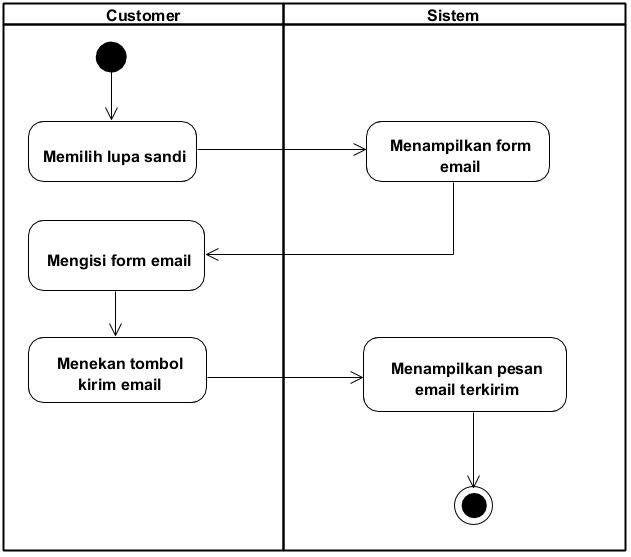 Customer
Sistem
Memilih lupa sandi
Menampilkan form
email
Mengisi form email
Menekan tombol
kirim email
Menampilkan pesan
email terkirim